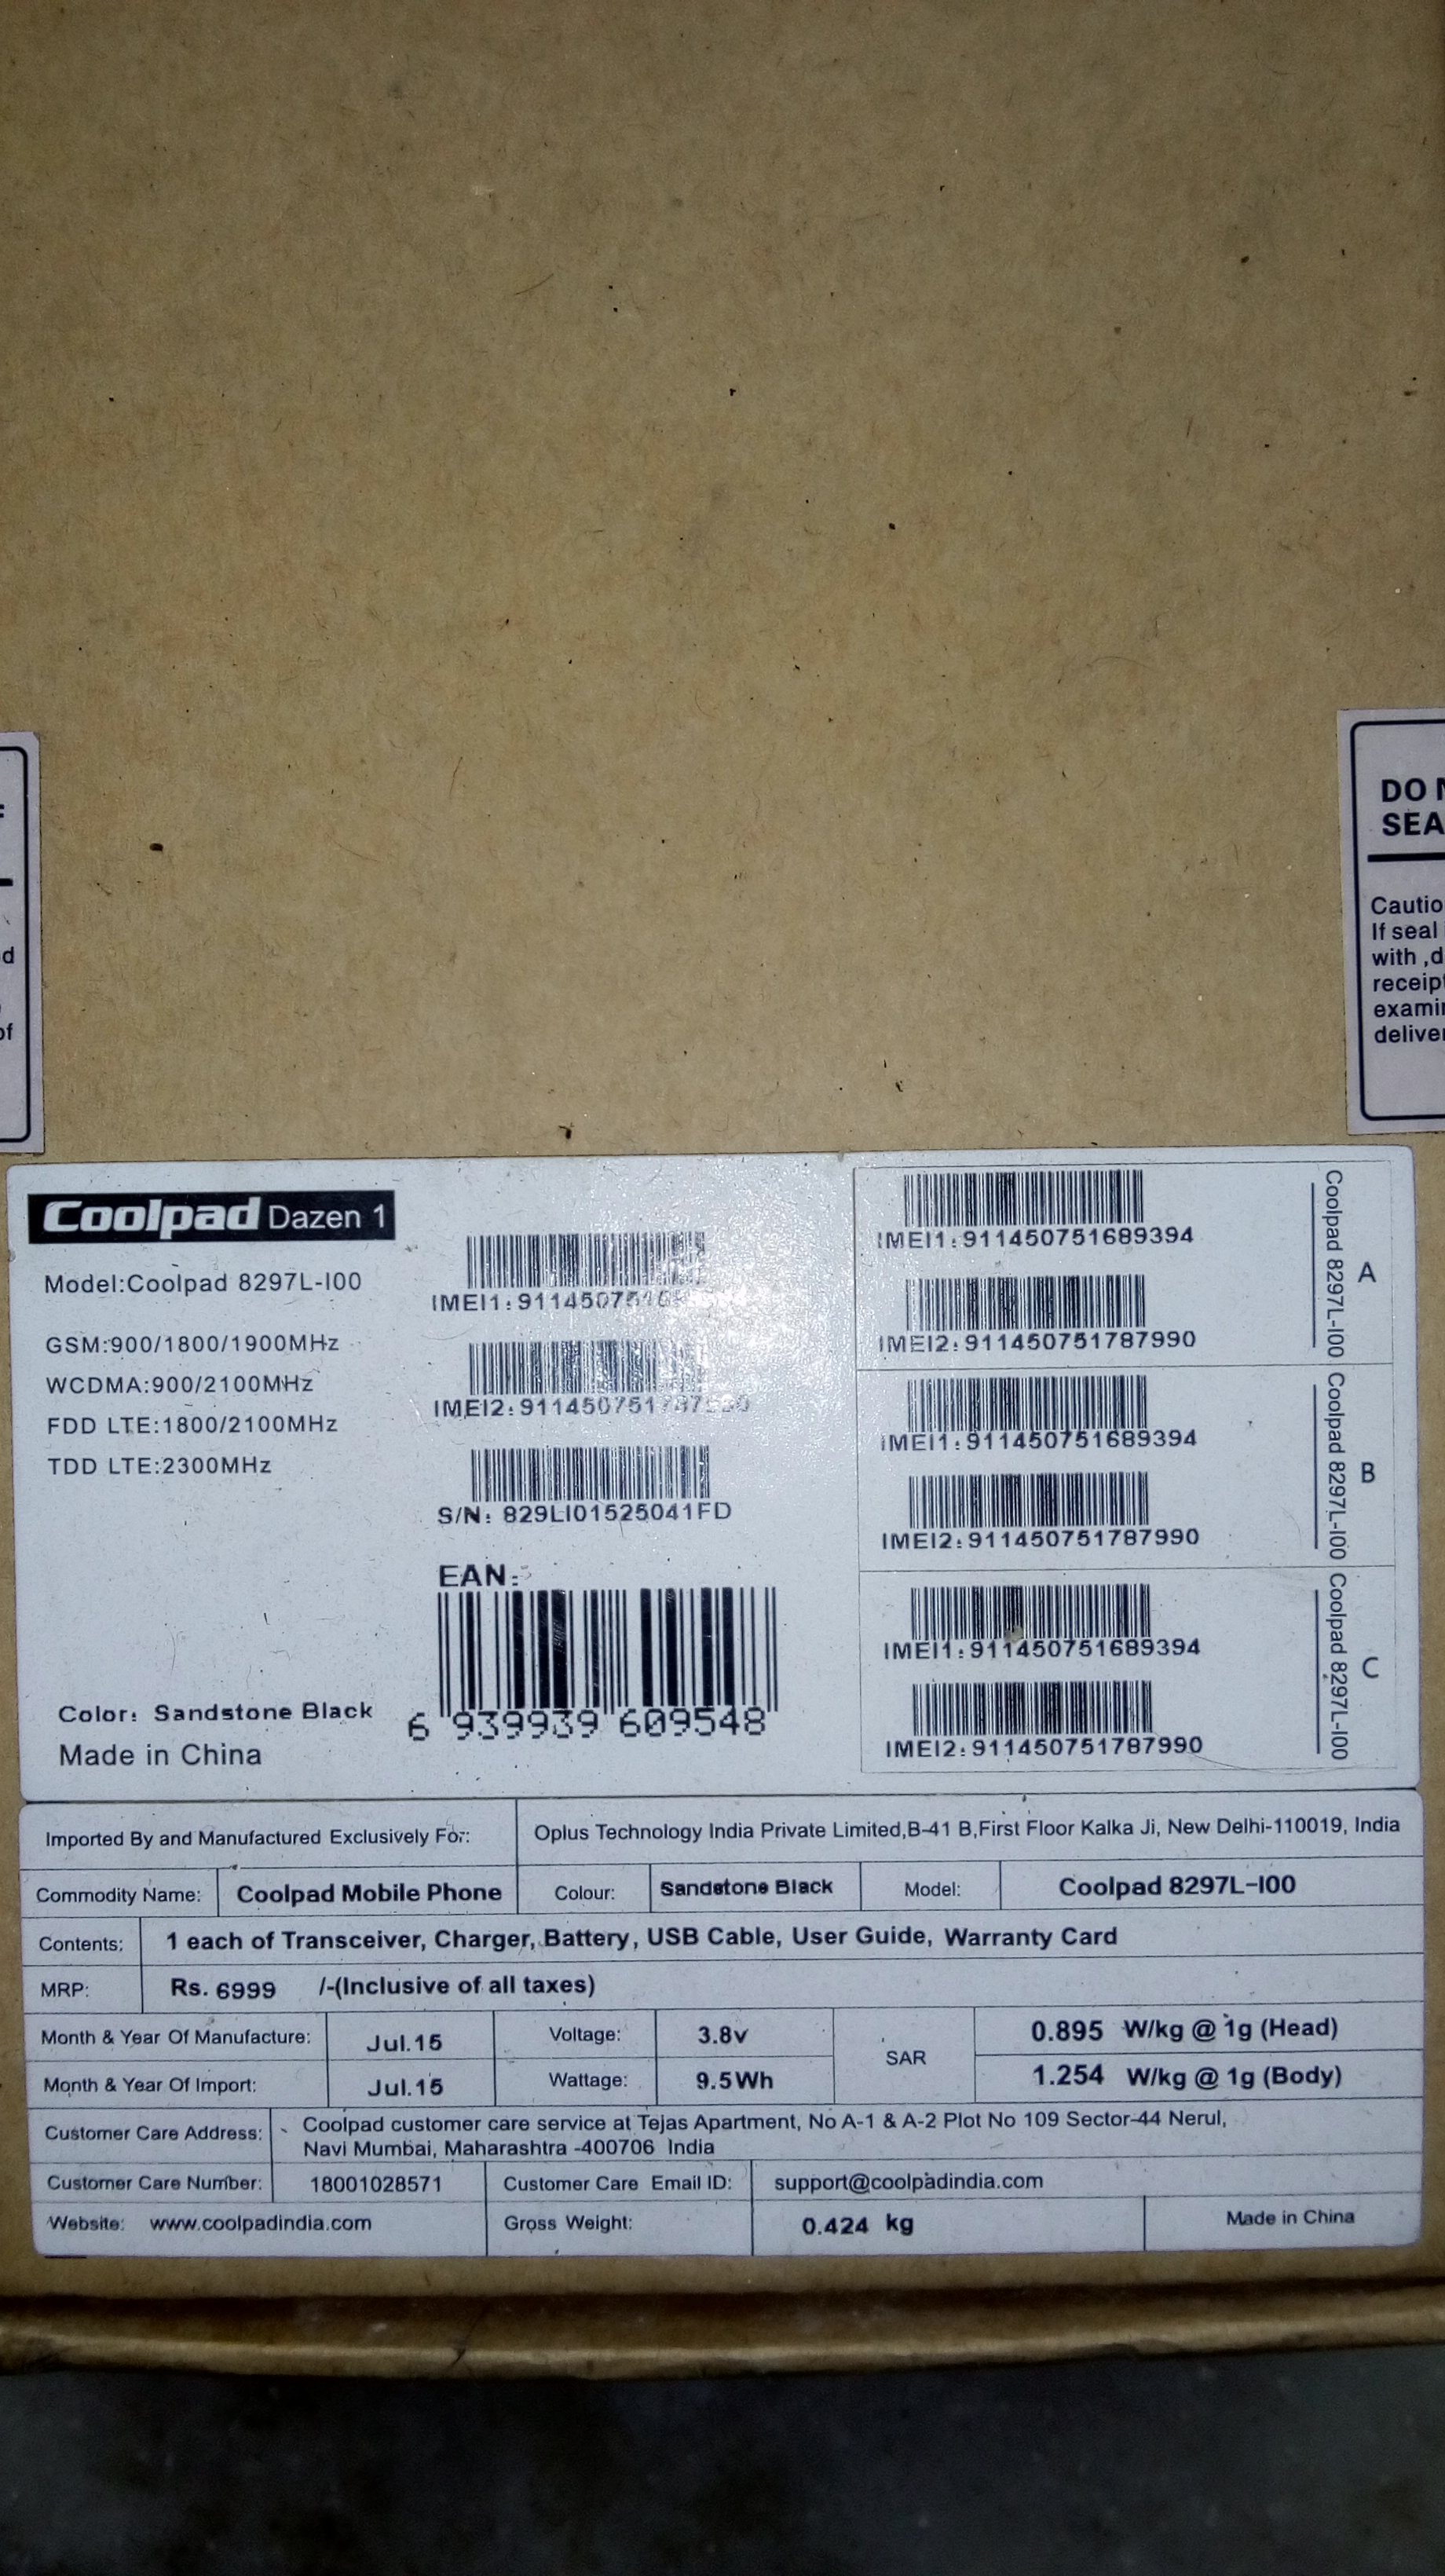 DO
SEA
Cautio
If seal
with ,d
receip
examin
deliver
d
of
Coolpad Dazen 1
Model:Coolpad 8297L-I00
GSM:900/1800/1900MHz
WCDMA:900/2100MHz
FDD LTE:1800/2100MHz
TDD LTE:2300MHz
Color: Sandstone Black
Made in China
IMEI1:
IMEI2:
S/N: 829LI01525041FD
EAN:
6 939939 609548
IMEI1:911450751689394
IMEI2:911450751787990
Coolpad 8297L-I00
A
IMEI1:911450751689394
IMEI2:911450751787990
Coolpad 8297L-I00
B
IMEI1:911450751689394
IMEI2:911450751787990
Coolpad 8297L-I00
C
Imported By and Manufactured Exclusively For: Oplus Technology India Private Limited,B-41 B,First Floor Kalka Ji, New Delhi-110019, India
Commodity Name: Coolpad Mobile Phone Colour: Sandstone Black Model: Coolpad 8297L-I00
Contents: 1 each of Transceiver, Charger, Battery, USB Cable, User Guide, Warranty Card
MRP: Rs. 6999 /-(Inclusive of all taxes)
Month & Year Of Manufacture: Jul.15 Voltage: 3.8v SAR 0.895 W/kg @ 1g (Head)
Month & Year Of Import: Jul.15 Wattage: 9.5Wh 1.254 W/kg @ 1g (Body)
Customer Care Address: Coolpad customer care service at Tejas Apartment, No A-1 & A-2 Plot No 109 Sector-44 Nerul,
Navi Mumbai, Maharashtra -400706 India
Customer Care Number: 18001028571 Customer Care Email ID: support@coolpadindia.com
Website: www.coolpadindia.com Gross Weight: 0.424 kg Made in China